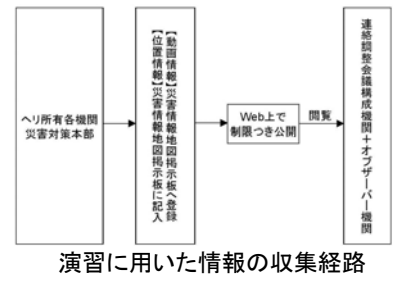 ヘリ所有各機関
災害対策本部
【動画情報】災害情報地図掲示板へ登録
【位置情報】災害情報地図掲示板に記入
Web上で
制限つき公開
閲覧
連絡調整会議構成機関＋オブザーバー機関
演習に用いた情報の収集経路